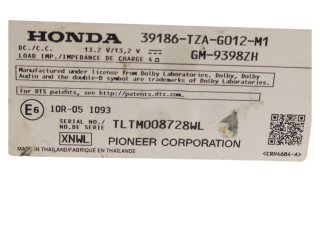 HONDA 39186-TZA-G012-M1
DC/C.C. 13.2 V/13,2 V
LOAD IMP./IMPEDANCE DE CHARGE 4 Ω GM-9398ZH
Manufactured under license from Dolby Laboratories. Dolby, Dolby
Audio and the double-D symbol are trademarks of Dolby Laboratories.
For DTS patents, see http://patents.dts.com.
E6 10R-05 1093
SERIAL NO.
NO DE SERIE TLTM008728WL
XNWL PIONEER CORPORATION
MADE IN THAILAND/FABRIQUÉ EN THAÏLANDE <CRW4684-A>